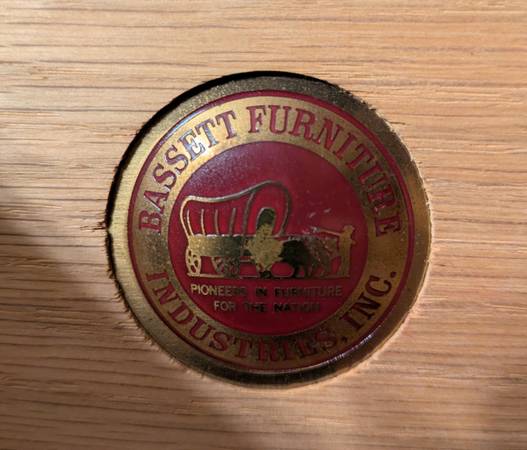 BASSETT FURNITURE
PIONEERS IN FURNITURE
FOR THE NATION
INDUSTRIES, INC.